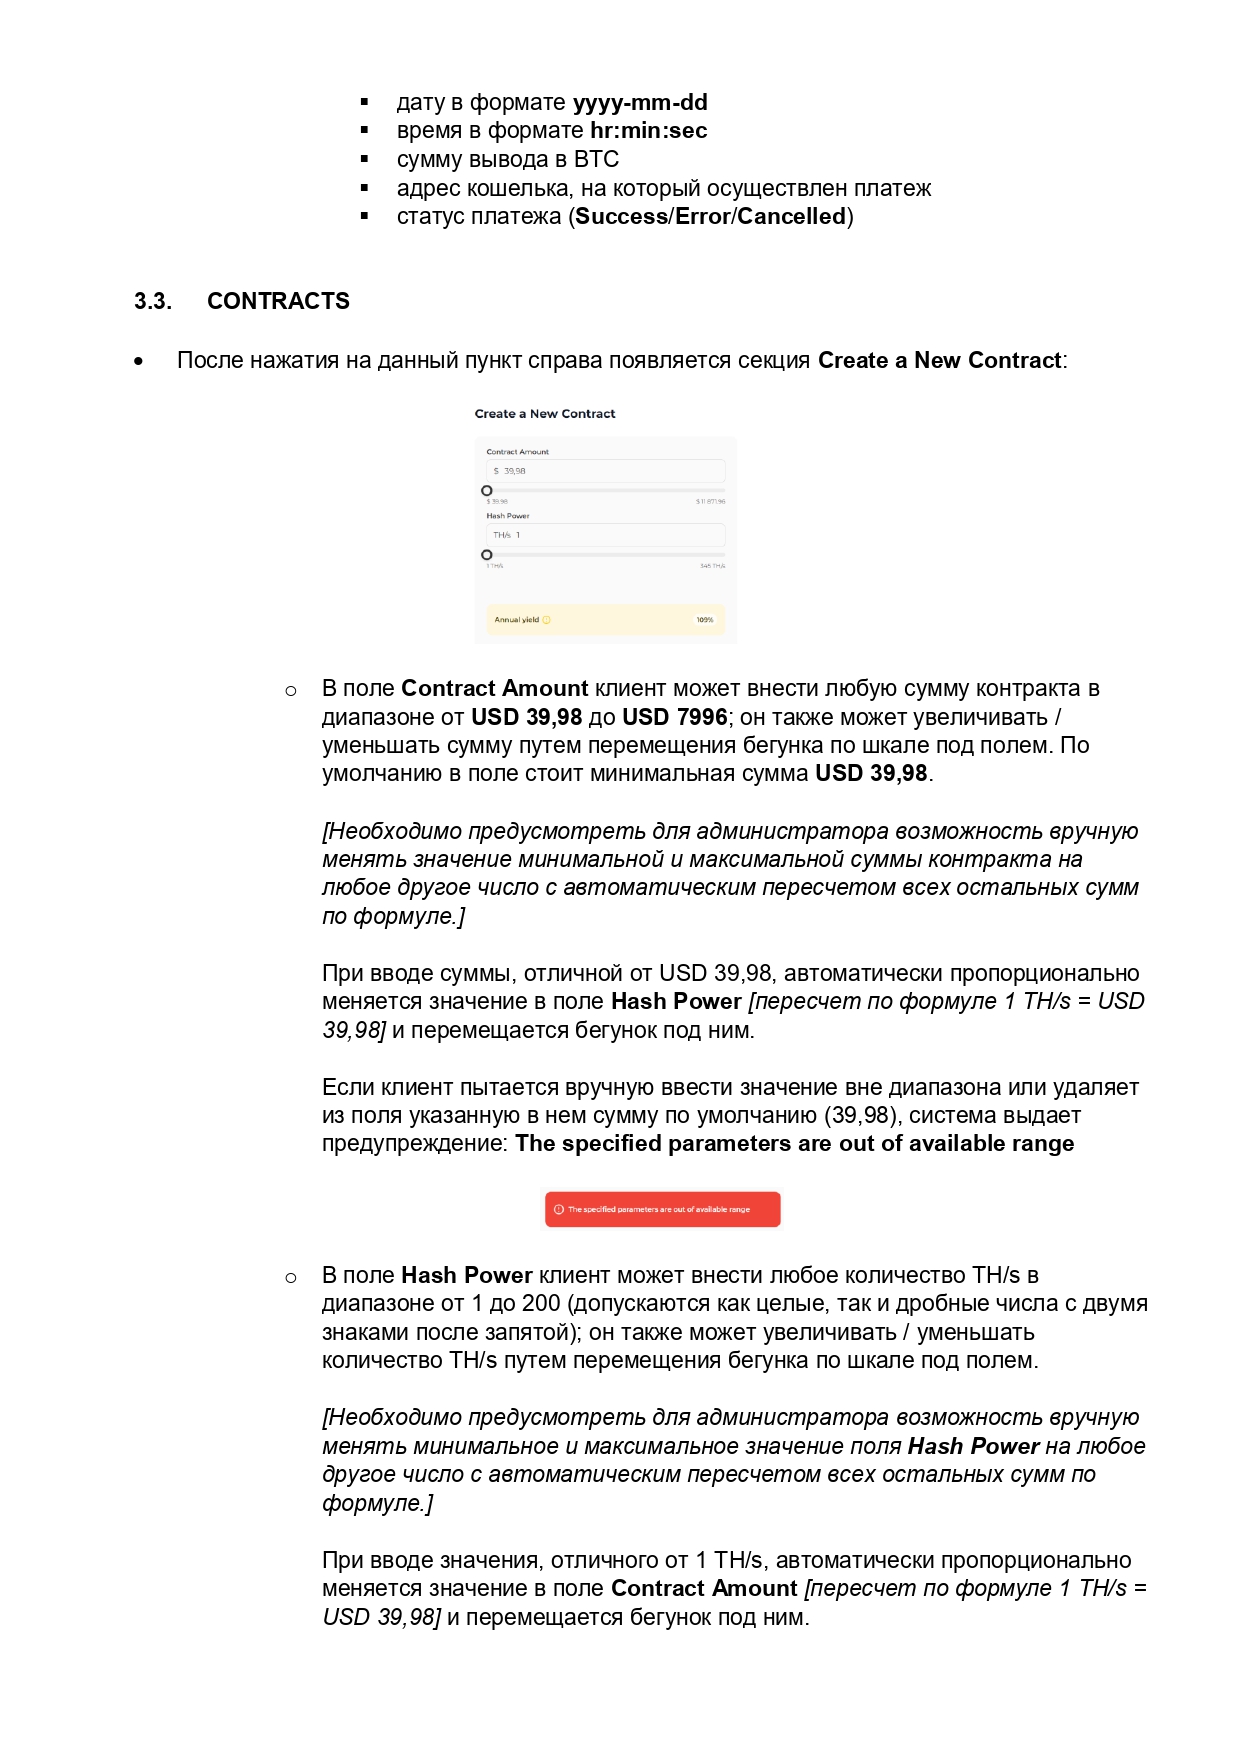 ▪ дату в формате yyyy-mm-dd
▪ время в формате hr:min:sec
▪ сумму вывода в BTC
▪ адрес кошелька, на который осуществлен платеж
▪ статус платежа (Success/Error/Cancelled)
3.3. CONTRACTS
• После нажатия на данный пункт справа появляется секция Create a New Contract:
Create a New Contract
Contract Amount
$ 39,98
$ 39,98 $ 11 871,96
Hash Power
TH/s 1
1 TH/s TH/s
Annual yield 109%
o В поле Contract Amount клиент может внести любую сумму контракта в
диапазоне от USD 39,98 до USD 7996; он также может увеличивать /
уменьшать сумму путем перемещения бегунка по шкале под полем. По
умолчанию в поле стоит минимальная сумма USD 39,98.
[Необходимо предусмотреть для администратора возможность вручную
менять значение минимальной и максимальной суммы контракта на
любое другое число с автоматическим пересчетом всех остальных сумм
по формуле.]
При вводе суммы, отличной от USD 39,98, автоматически пропорционально
меняется значение в поле Hash Power [пересчет по формуле 1 TH/s = USD
39,98] и перемещается бегунок под ним.
Если клиент пытается вручную ввести значение вне диапазона или удаляет
из поля указанную в нем сумму по умолчанию (39,98), система выдает
предупреждение: The specified parameters are out of available range
The specified parameters are out of available range
o В поле Hash Power клиент может внести любое количество TH/s в
диапазоне от 1 до 200 (допускаются как целые, так и дробные числа с двумя
знаками после запятой); он также может увеличивать / уменьшать
количество TH/s путем перемещения бегунка по шкале под полем.
[Необходимо предусмотреть для администратора возможность вручную
менять минимальное и максимальное значение поля Hash Power на любое
другое число с автоматическим пересчетом всех остальных сумм по
формуле.]
При вводе значения, отличного от 1 TH/s, автоматически пропорционально
меняется значение в поле Contract Amount [пересчет по формуле 1 TH/s =
USD 39,98] и перемещается бегунок под ним.